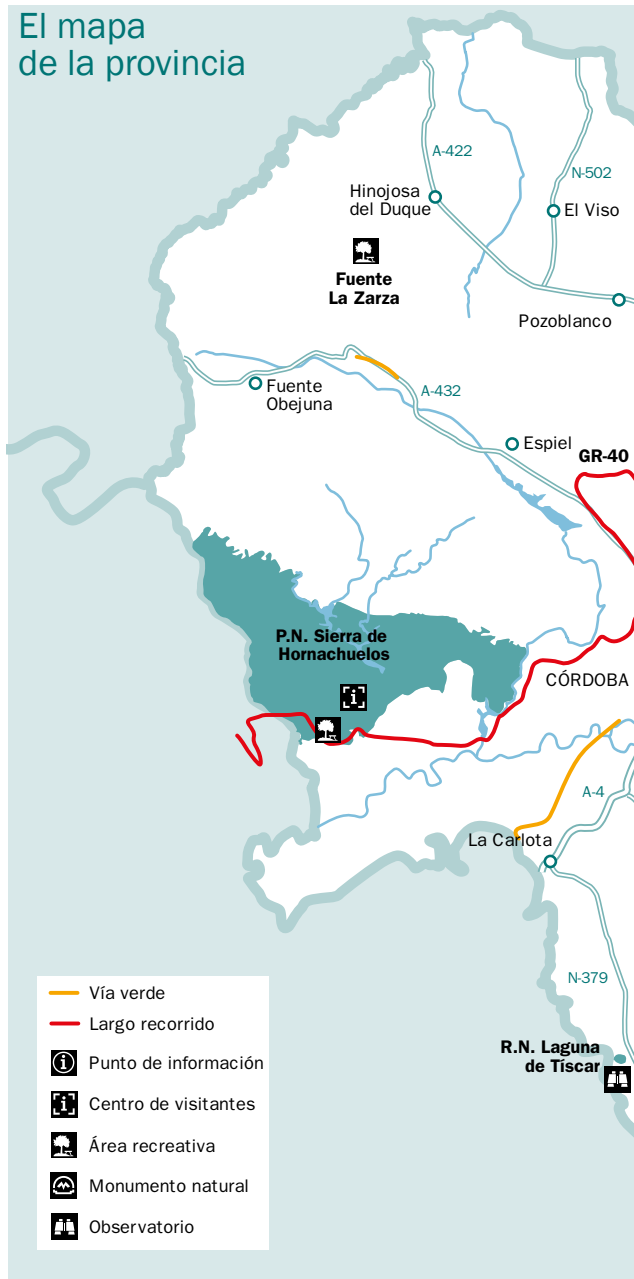 El mapa
de la provincia
A-422
N-502
Hinojosa
del Duque
El Viso
Fuente
La Zarza
Pozoblanco
A-432
Fuente
Obejuna
Espiel
GR-40
P.N. Sierra de
Hornachuelos
CÓRDOBA
A-4
La Carlota
N-379
R.N. Laguna
de Tíscar
Vía verde
Largo recorrido
Punto de información
Centro de visitantes
Área recreativa
Monumento natural
Observatorio